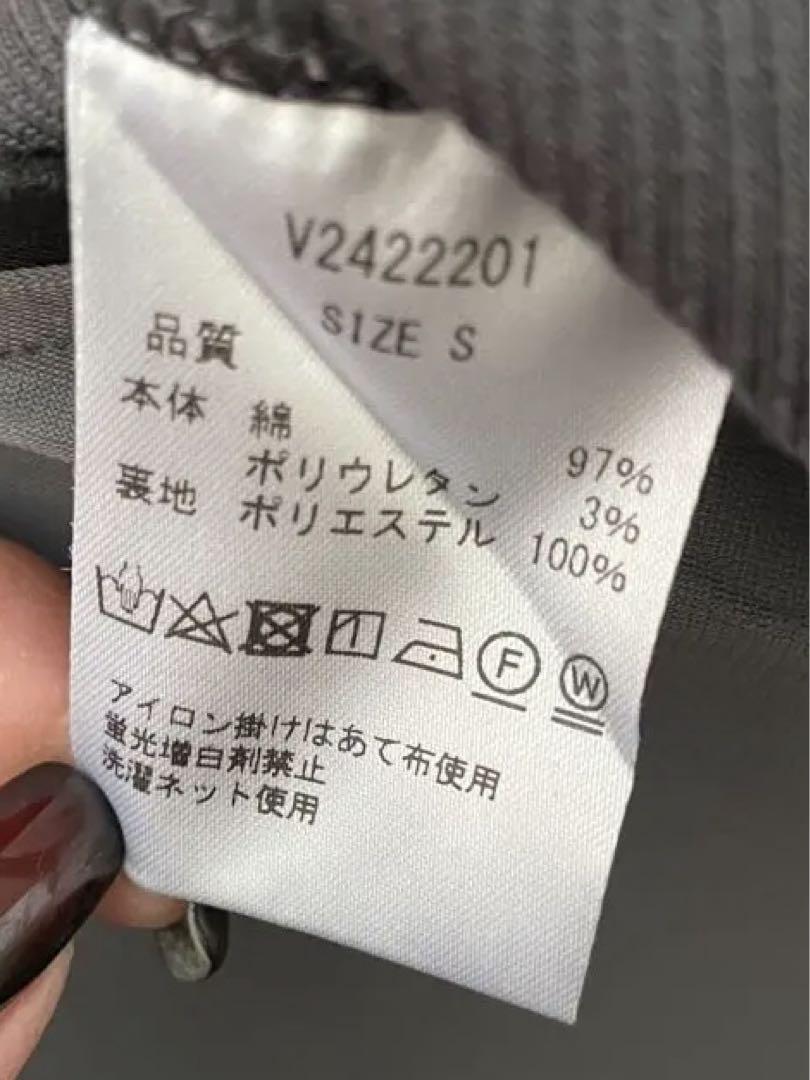 V2422201
SIZE S
品質
本体 綿 97%
ポリウレタン 3%
裏地 ポリエステル 100%
F W
アイロン掛けはあて布使用
蛍光増白剤禁止
洗濯ネット使用